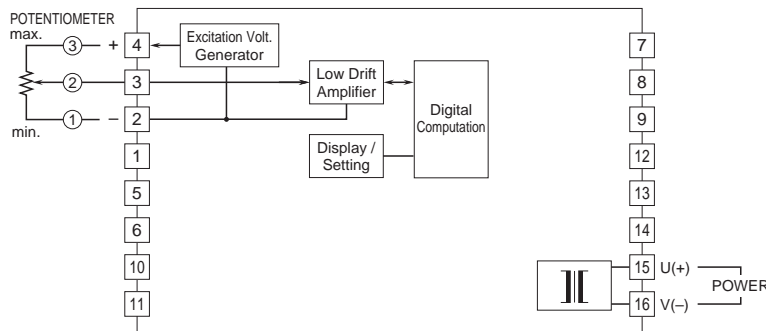 POTENTIOMETER
max.
3 + 4
Excitation Volt.
Generator
7
2 3
Low Drift
Amplifier
8
1 – 2
min.
Digital
Computation
9
1
Display /
Setting
12
5
13
6
14
10
15 U(+)
POWER
11
16 V(–)